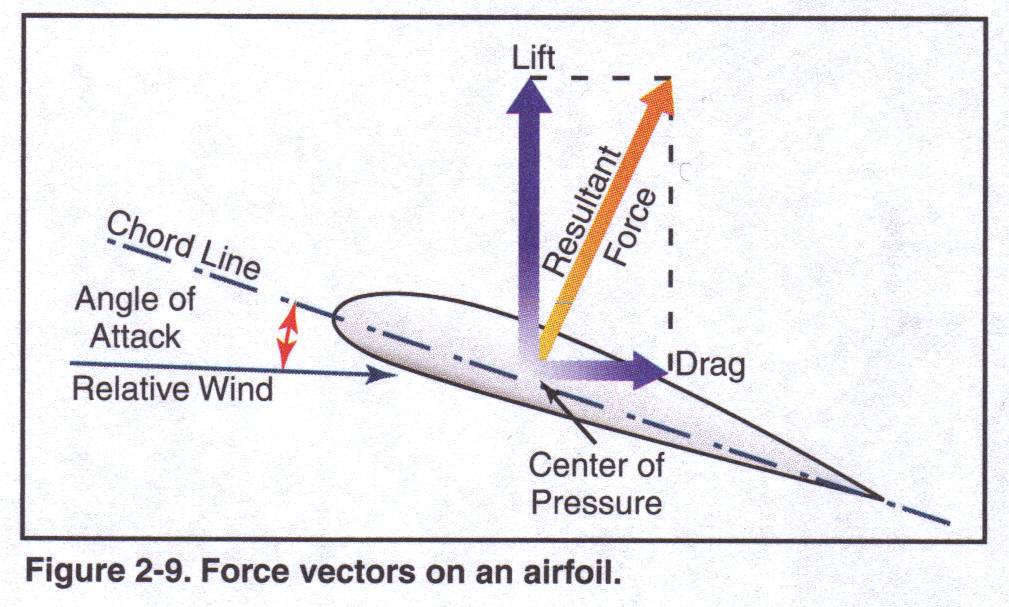 Lift
Resultant
Force
Chord Line
Angle of
Attack
Relative Wind
Drag
Center of
Pressure
Figure 2-9. Force vectors on an airfoil.